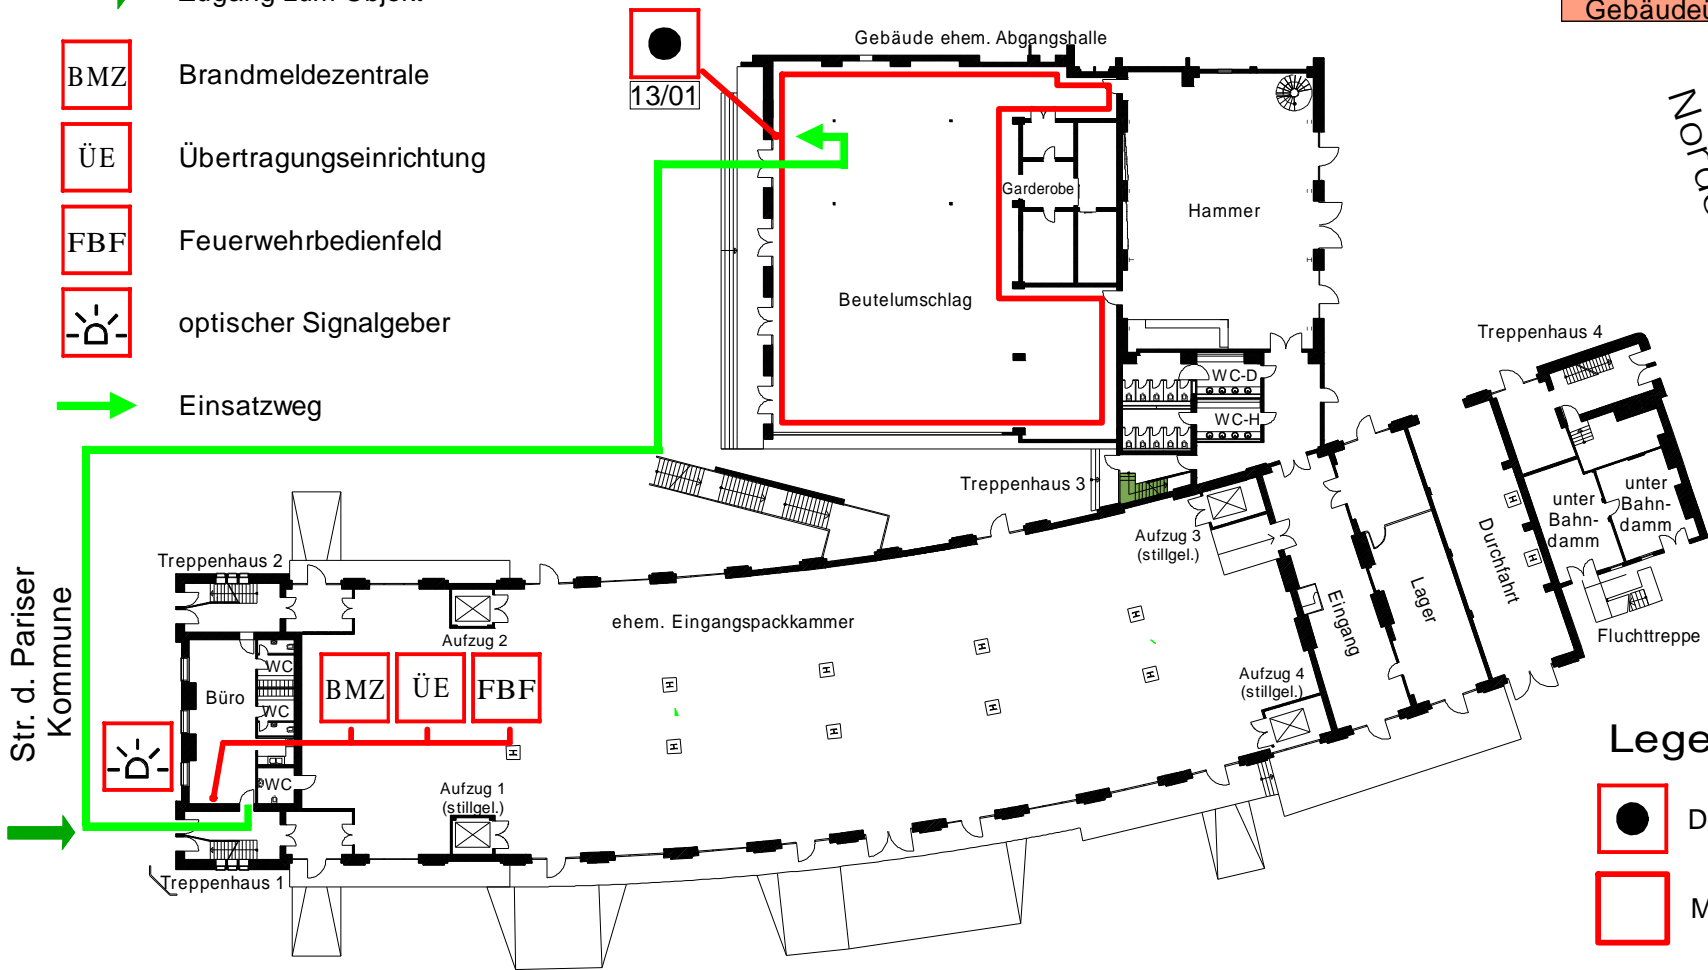 Zugang zum Objekt
BMZ Brandmeldezentrale
ÜE Übertragungseinrichtung
FBF Feuerwehrbedienfeld
optischer Signalgeber
Einsatzweg
13/01
Gebäude ehem. Abgangshalle
Garderobe
Hammer
Beutelumschlag
WC-D
WC-H
Treppenhaus 3
Treppenhaus 4
unter
Bahn-
damm
unter
Bahn-
damm
Durchfahrt
Lager
Eingang
Fluchttreppe
Aufzug 3
(stillgel.)
Aufzug 4
(stillgel.)
H
H
H
H
H
H
H
H
H
H
H
ehem. Eingangspackkammer
Treppenhaus 2
Aufzug 2
BMZ
ÜE
FBF
Büro
WC
WC
WC
Aufzug 1
(stillgel.)
Treppenhaus 1
Str. d. Pariser
Kommune